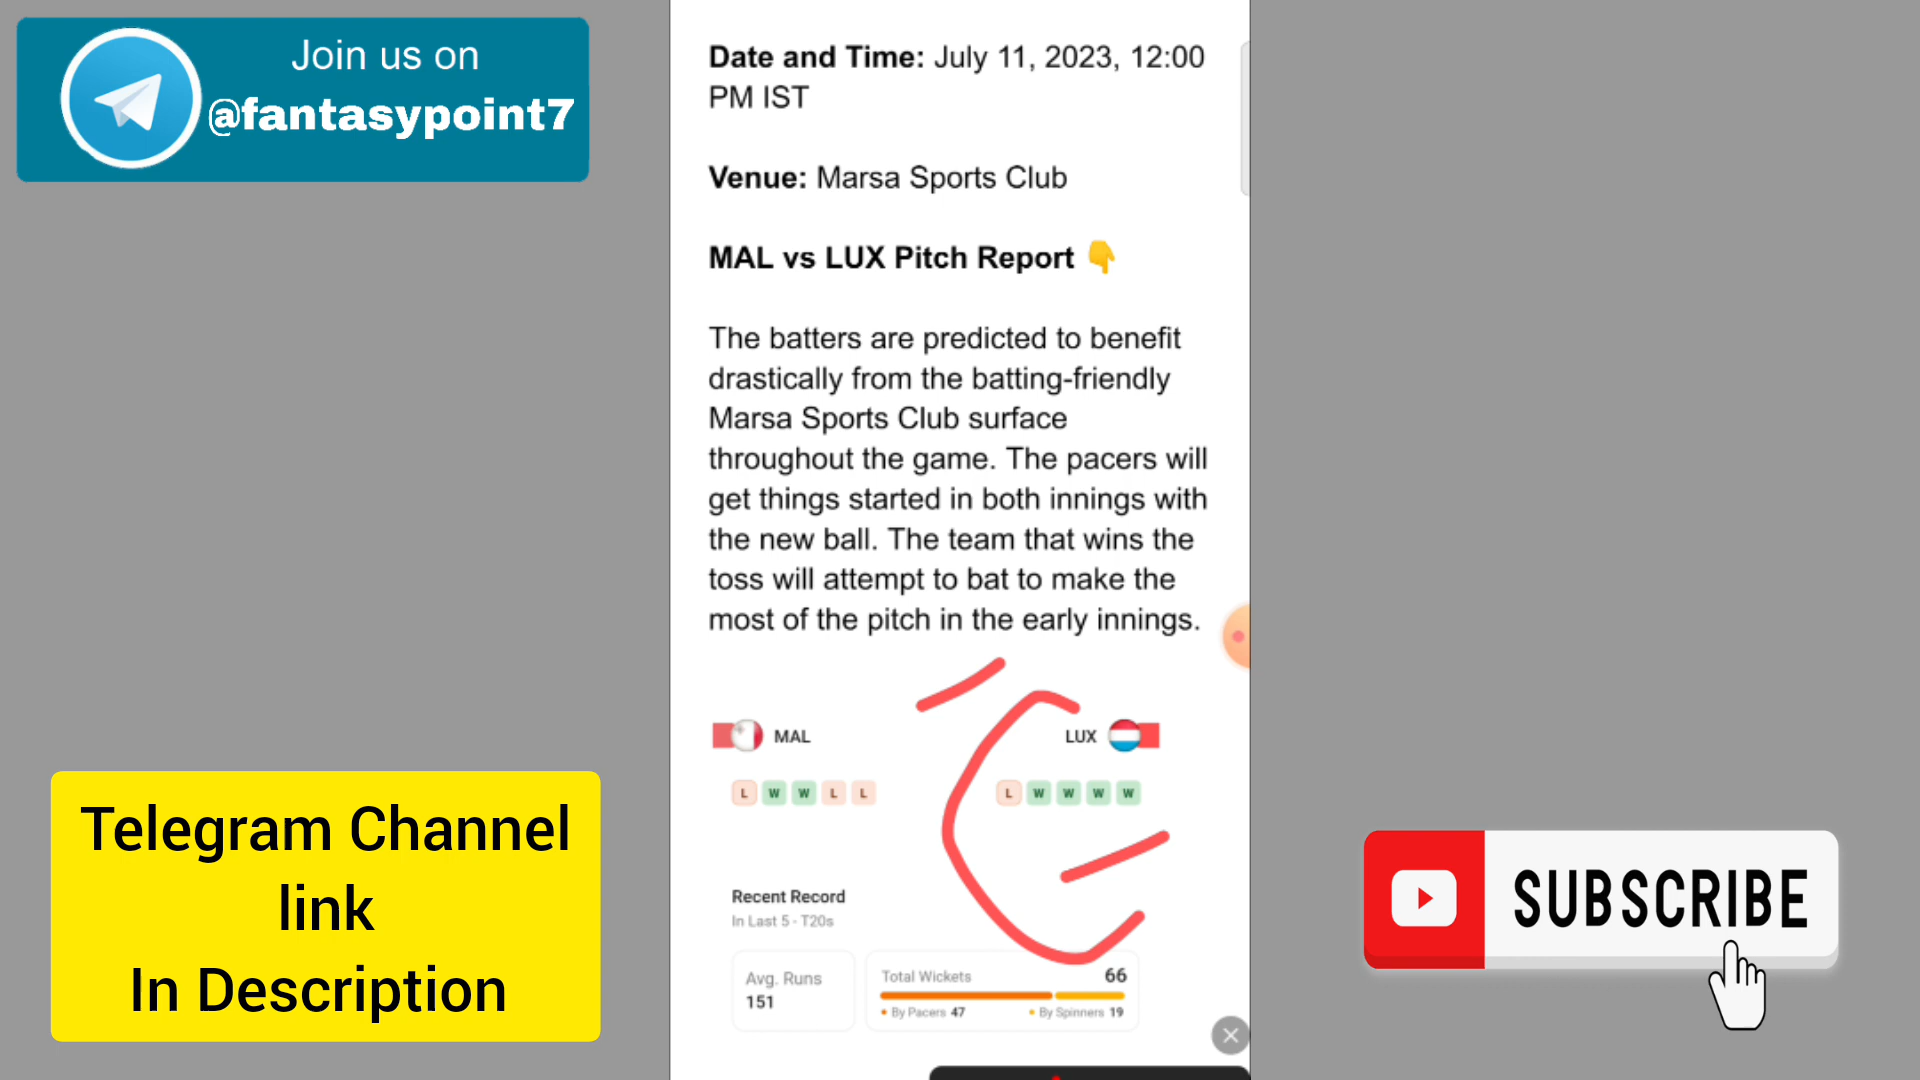 Join us on
@fantasypoint7
Date and Time: July 11, 2023, 12:00
PM IST
Venue: Marsa Sports Club
MAL vs LUX Pitch Report 👇
The batters are predicted to benefit
drastically from the batting-friendly
Marsa Sports Club surface
throughout the game. The pacers will
get things started in both innings with
the new ball. The team that wins the
toss will attempt to bat to make the
most of the pitch in the early innings.
MAL LUX
L W W L L L W W W W
Recent Record
In Last 5 - T20s
Avg. Runs
151
Total Wickets 66
• By Pacers 47 • By Spinners 19
Telegram Channel
link
In Description
SUBSCRIBE